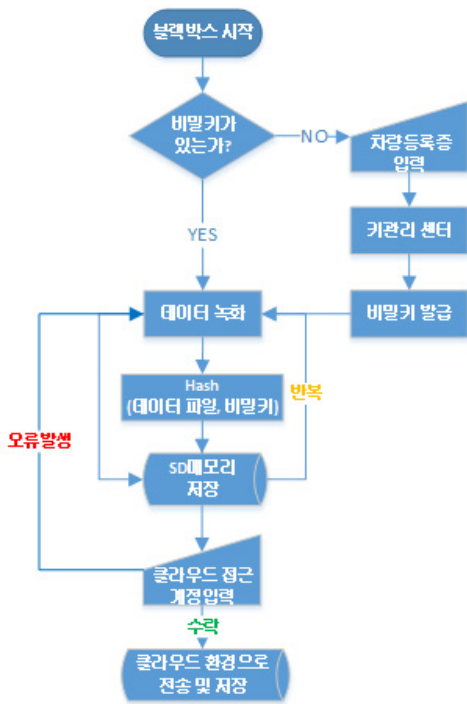 블랙박스 시작
비밀키가
있는가?
NO
차량등록증
입력
키관리 센터
비밀키 발급
YES
데이터 녹화
Hash
(데이터 파일, 비밀키)
반복
오류발생
SD메모리
저장
클라우드 접근
계정입력
수락
클라우드 환경으로
전송 및 저장